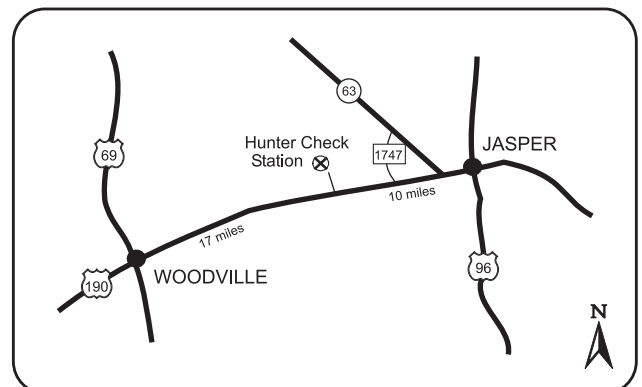 63
69
Hunter Check
Station
1747
JASPER
10 miles
17 miles
WOODVILLE
190
96
N